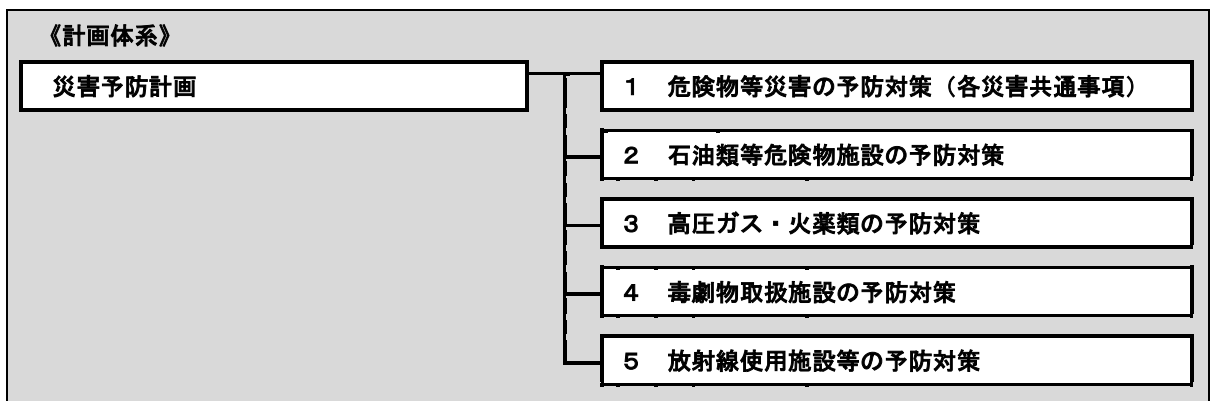 《計画体系》
災害予防計画
1　危険物等災害の予防対策（各災害共通事項）
2　石油類等危険物施設の予防対策
3　高圧ガス・火薬類の予防対策
4　毒劇物取扱施設の予防対策
5　放射線使用施設等の予防対策